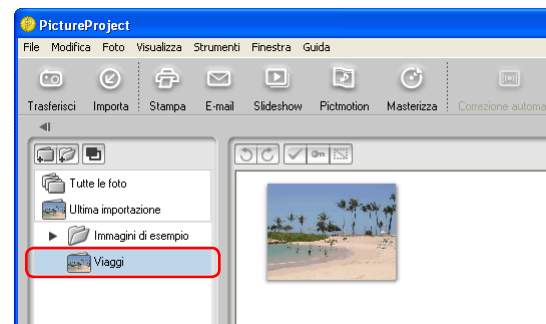 PictureProject
File Modifica Foto Visualizza Strumenti Finestra Guida
Trasferisci Importa Stampa E-mail Slideshow Pictmotion Masterizza Correzione automa
Tutte le foto
Ultima importazione
Immagini di esempio
Viaggi